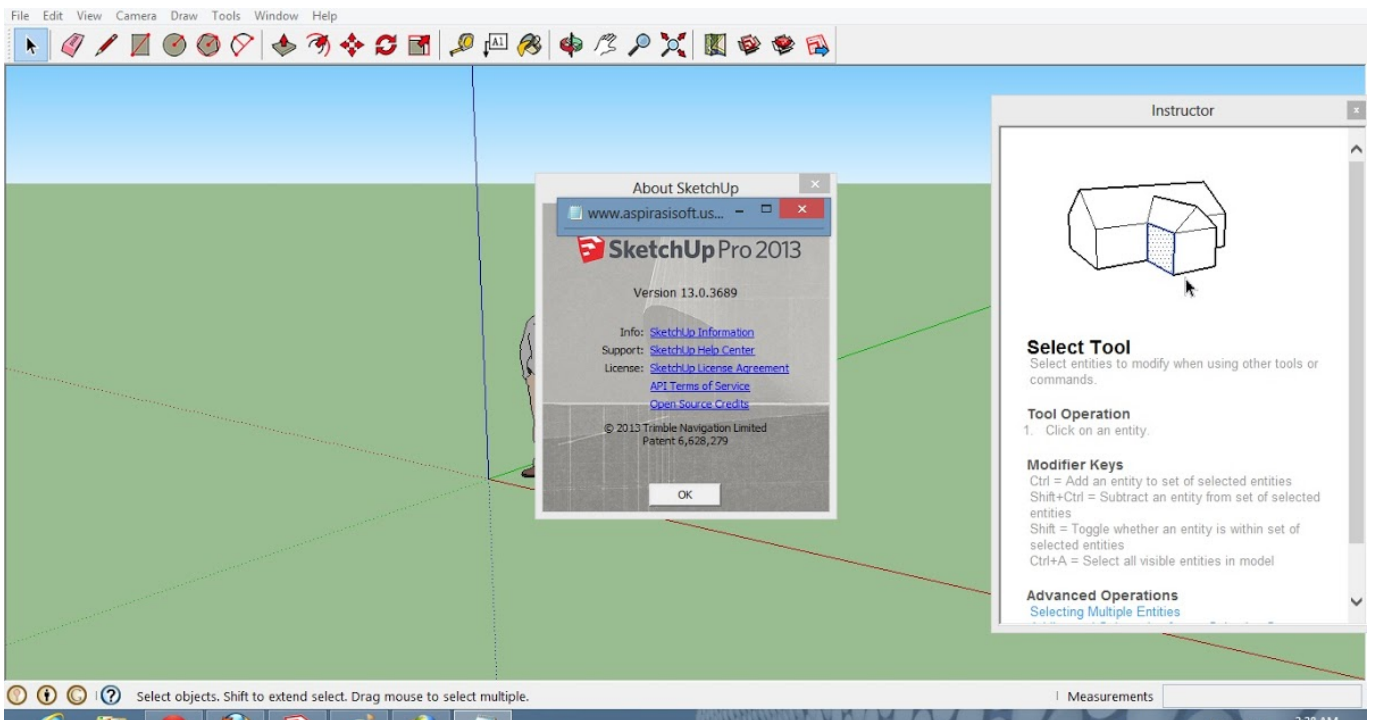 File Edit View Camera Draw Tools Window Help
A1
Instructor
About SketchUp
www.aspirasisoft.us...
SketchUp Pro 2013
Version 13.0.3689
Info: SketchUp Information
Support: SketchUp Help Center
License: SketchUp License Agreement
API Terms of Service
Open Source Credits
© 2013 Trimble Navigation Limited
Patent 6,628,279
OK
Select Tool
Select entities to modify when using other tools or
commands.
Tool Operation
1. Click on an entity.
Modifier Keys
Ctrl = Add an entity to set of selected entities
Shift+Ctrl = Subtract an entity from set of selected
entities
Shift = Toggle whether an entity is within set of
selected entities
Ctrl+A = Select all visible entities in model
Advanced Operations
Selecting Multiple Entities
Select objects. Shift to extend select. Drag mouse to select multiple.
Measurements